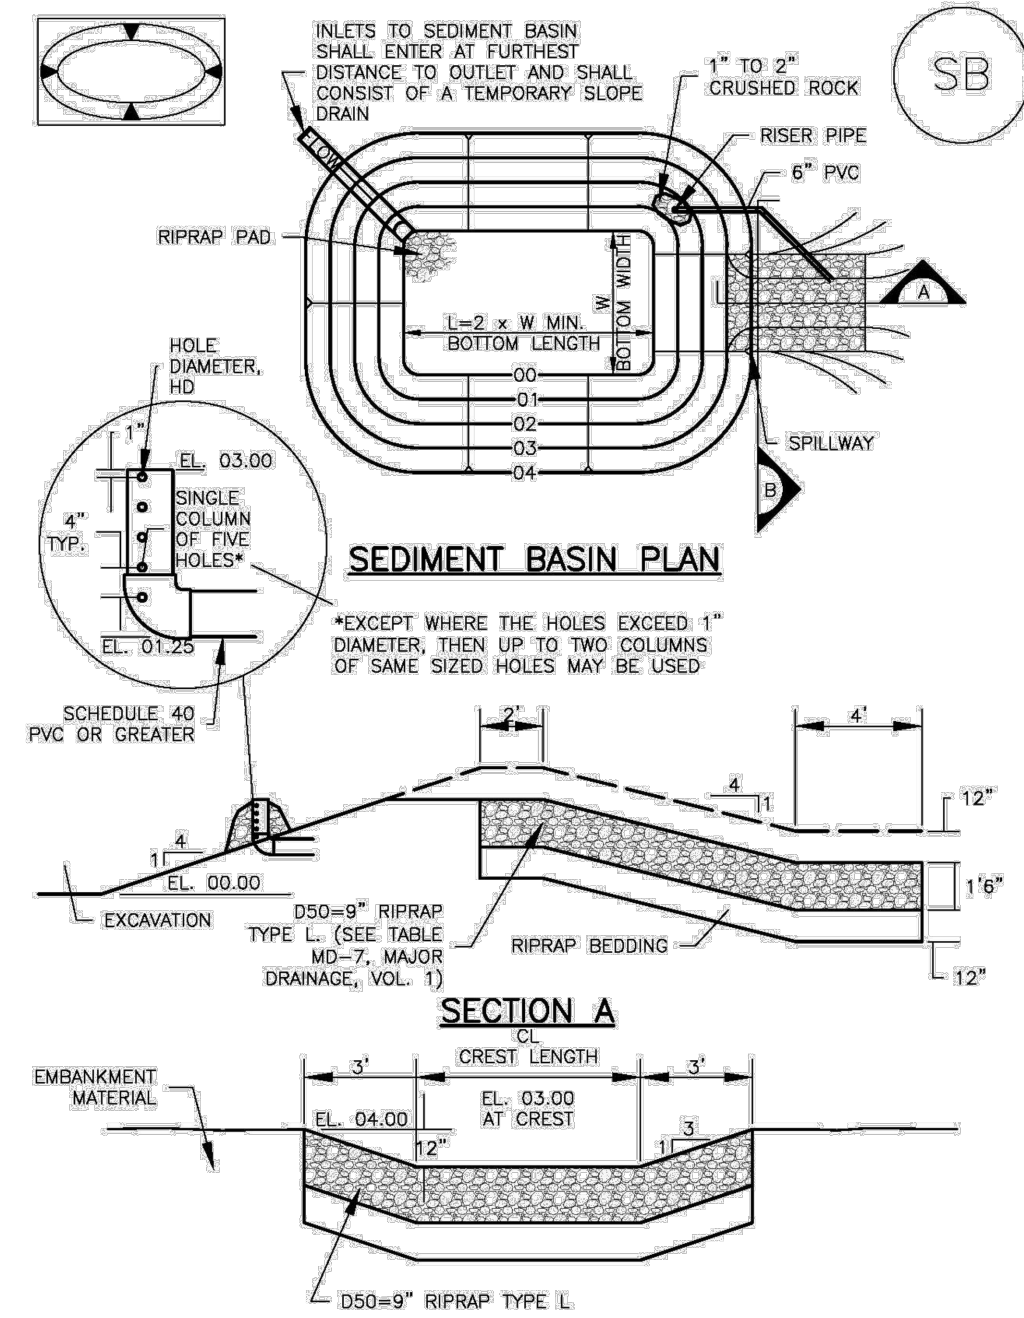 INLETS TO SEDIMENT BASIN
SHALL ENTER AT FURTHEST
DISTANCE TO OUTLET AND SHALL
CONSIST OF A TEMPORARY SLOPE
DRAIN
1" TO 2"
CRUSHED ROCK
SB
RISER PIPE
6" PVC
FLOW
RIPRAP PAD
W
BOTTOM WIDTH
L=2 x W MIN.
BOTTOM LENGTH
A
00
01
02
03
04
SPILLWAY
B
HOLE
DIAMETER,
HD
1"
EL. 03.00
4"
TYP.
SINGLE
COLUMN
OF FIVE
HOLES*
EL. 01.25
SEDIMENT BASIN PLAN
*EXCEPT WHERE THE HOLES EXCEED 1"
DIAMETER, THEN UP TO TWO COLUMNS
OF SAME SIZED HOLES MAY BE USED
SCHEDULE 40
PVC OR GREATER
2'
4'
4
1
12"
4
1
EL. 00.00
1'6"
EXCAVATION
D50=9" RIPRAP
TYPE L. (SEE TABLE
MD-7, MAJOR
DRAINAGE, VOL. 1)
RIPRAP BEDDING
12"
SECTION A
CL
CREST LENGTH
3'
3'
EMBANKMENT
MATERIAL
EL. 04.00
EL. 03.00
AT CREST
12"
3
1
D50=9" RIPRAP TYPE L